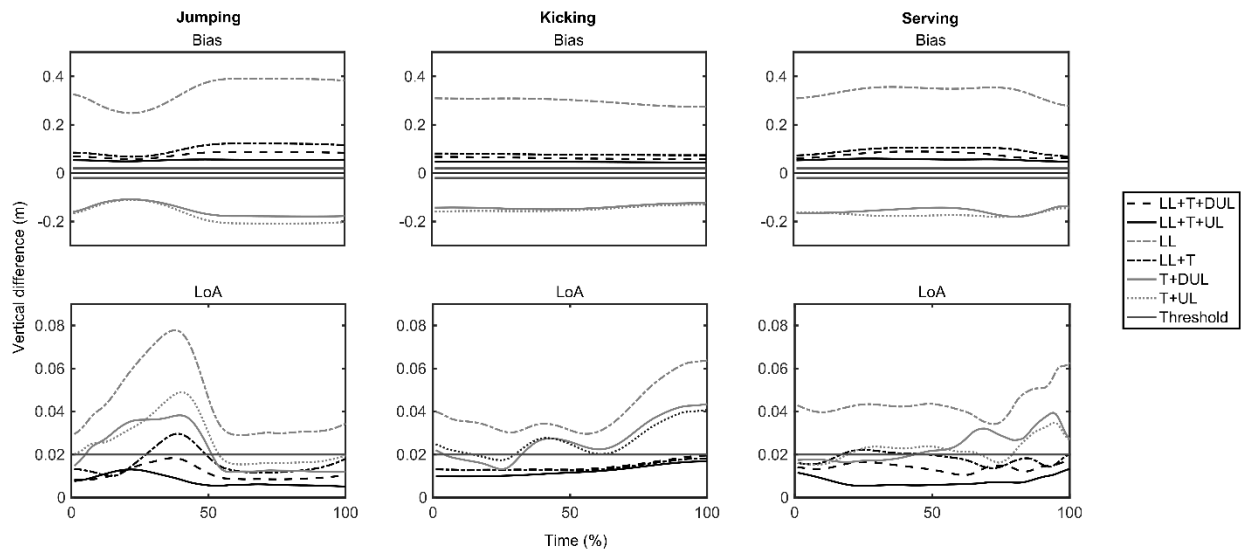 Jumping
Kicking
Serving
Bias
Bias
Bias
0.4
0.2
0
-0.2
0.4
0.2
0
-0.2
0.4
0.2
0
-0.2
Vertical difference (m)
LoA
LoA
LoA
0.08
0.06
0.04
0.02
0
0.08
0.06
0.04
0.02
0
0.08
0.06
0.04
0.02
0
0
50
100
0
50
100
0
50
100
Time (%)
LL+T+DUL
LL+T+UL
LL
LL+T
T+DUL
T+UL
Threshold